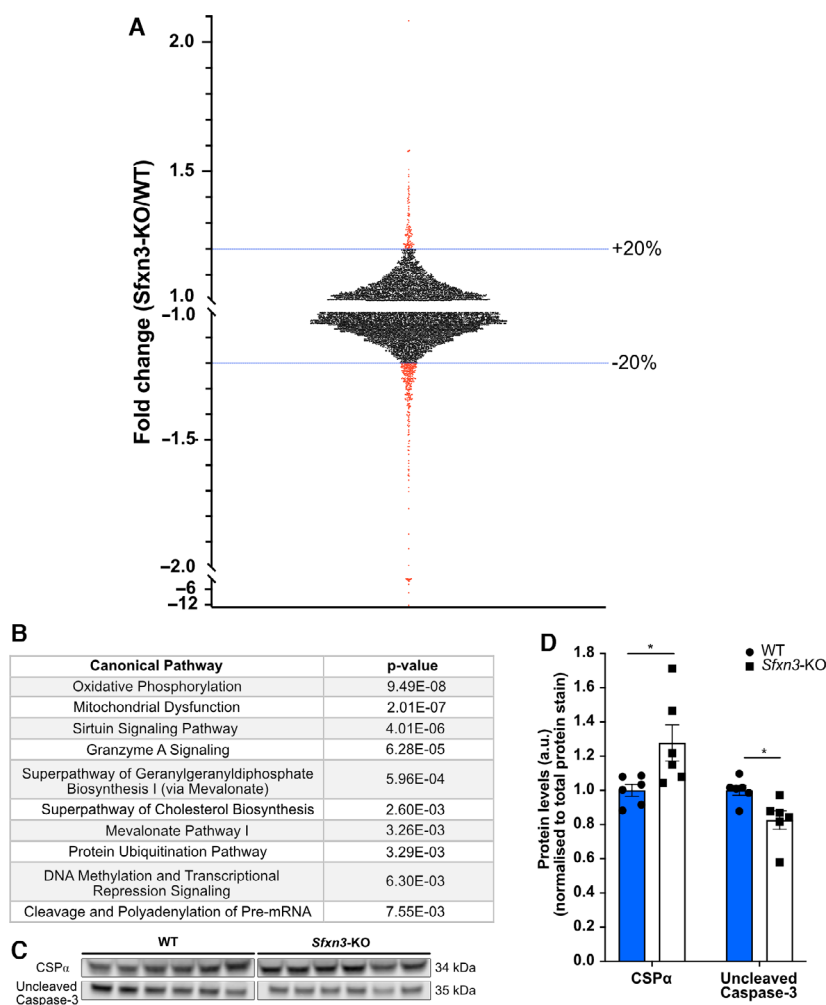 A
Fold change (Sfxn3-KO/WT)
2.0
1.5
1.0
−1.0
−1.5
−2.0
−6
−12
+20%
-20%
B
Canonical Pathway p-value
Oxidative Phosphorylation 9.49E-08
Mitochondrial Dysfunction 2.01E-07
Sirtuin Signaling Pathway 4.01E-06
Granzyme A Signaling 6.28E-05
Superpathway of Geranylgeranyldiphosphate
Biosynthesis I (via Mevalonate) 5.96E-04
Superpathway of Cholesterol Biosynthesis 2.60E-03
Mevalonate Pathway I 3.26E-03
Protein Ubiquitination Pathway 3.29E-03
DNA Methylation and Transcriptional
Repression Signaling 6.30E-03
Cleavage and Polyadenylation of Pre-mRNA 7.55E-03
C
WT Sfxn3-KO
CSPα 34 kDa
Uncleaved
Caspase-3 35 kDa
D
Protein levels (a.u.)
(normalised to total protein stain)
1.8
1.6
1.4
1.2
1.0
0.8
0.6
0.4
0.2
0.0
* *
WT
Sfxn3-KO
CSPα Uncleaved
Caspase-3